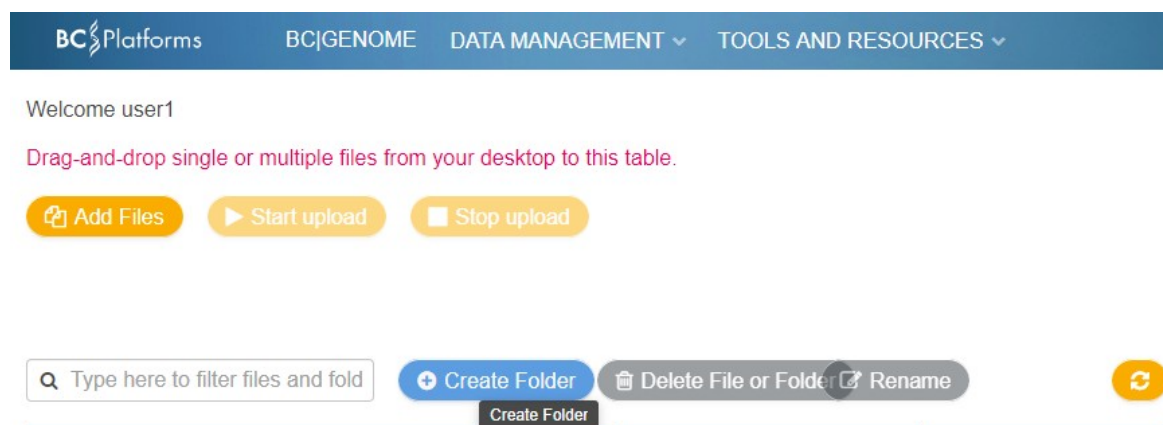 BC Platforms BC|GENOME DATA MANAGEMENT TOOLS AND RESOURCES
Welcome user1
Drag-and-drop single or multiple files from your desktop to this table.
Add Files Start upload Stop upload
Type here to filter files and fold Create Folder Delete File or Folder Rename
Create Folder